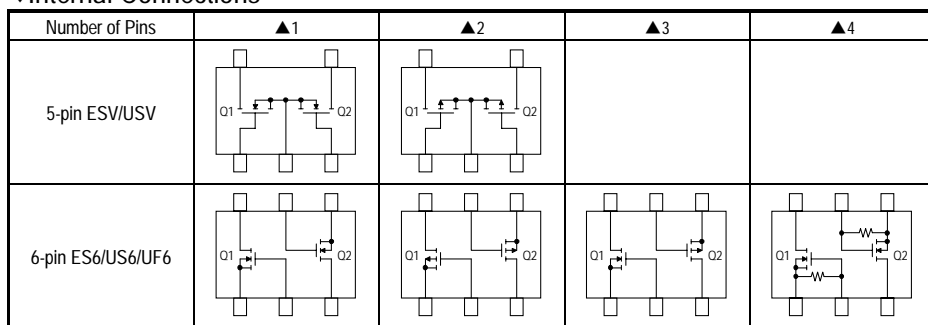 Internal Connections
Number of Pins ▲1 ▲2 ▲3 ▲4
5-pin ESV/USV Q1 Q2 Q1 Q2
6-pin ES6/US6/UF6 Q1 Q2 Q1 Q2 Q1 Q2 Q1 Q2